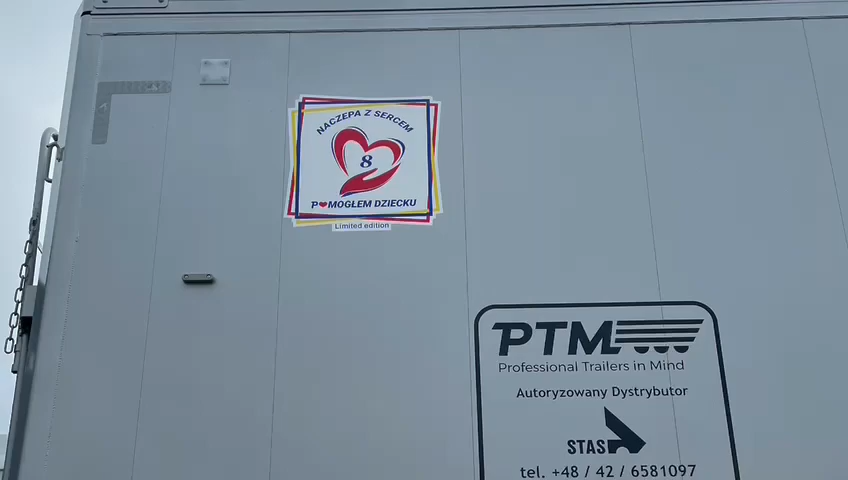 NACZEPA Z SERCEM
8
POMOGŁEM DZIECKU
Limited edition
PTM
Professional Trailers in Mind
Autoryzowany Dystrybutor
STAS
tel. +48 / 42 / 6581097